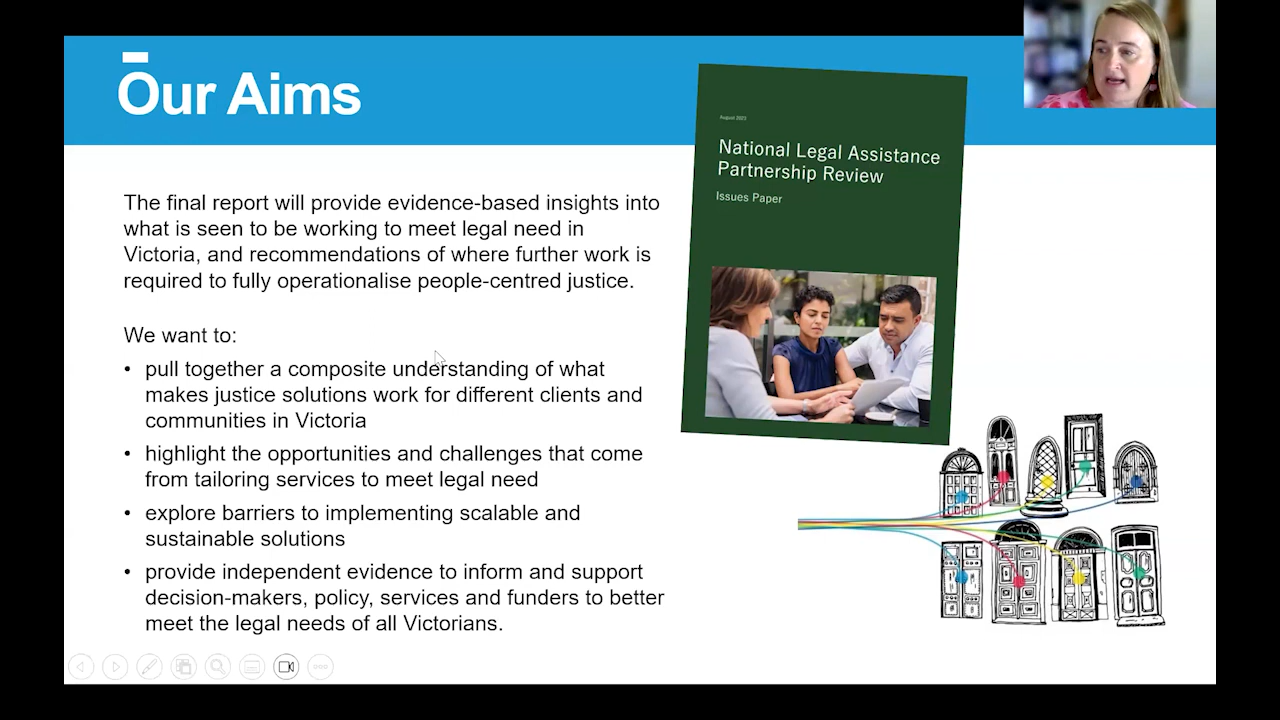 Our Aims
The final report will provide evidence-based insights into
what is seen to be working to meet legal need in
Victoria, and recommendations of where further work is
required to fully operationalise people-centred justice.
We want to:
• pull together a composite understanding of what
makes justice solutions work for different clients and
communities in Victoria
• highlight the opportunities and challenges that come
from tailoring services to meet legal need
• explore barriers to implementing scalable and
sustainable solutions
• provide independent evidence to inform and support
decision-makers, policy, services and funders to better
meet the legal needs of all Victorians.
August 2023
National Legal Assistance
Partnership Review
Issues Paper